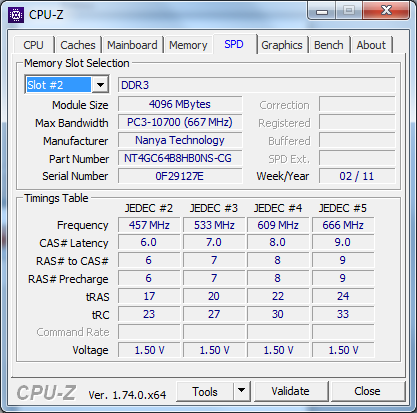 CPU-Z
CPU Caches Mainboard Memory SPD Graphics Bench About
Memory Slot Selection
Slot #2 DDR3
Module Size 4096 MBytes Correction
Max Bandwidth PC3-10700 (667 MHz) Registered
Manufacturer Nanya Technology Buffered
Part Number NT4GC64B8HB0NS-CG SPD Ext.
Serial Number 0F29127E Week/Year 02 / 11
Timings Table
JEDEC #2 JEDEC #3 JEDEC #4 JEDEC #5
Frequency 457 MHz 533 MHz 609 MHz 666 MHz
CAS# Latency 6.0 7.0 8.0 9.0
RAS# to CAS# 6 7 8 9
RAS# Precharge 6 7 8 9
tRAS 17 20 22 24
tRC 23 27 30 33
Command Rate
Voltage 1.50 V 1.50 V 1.50 V 1.50 V
CPU-Z Ver. 1.74.0.x64 Tools Validate Close